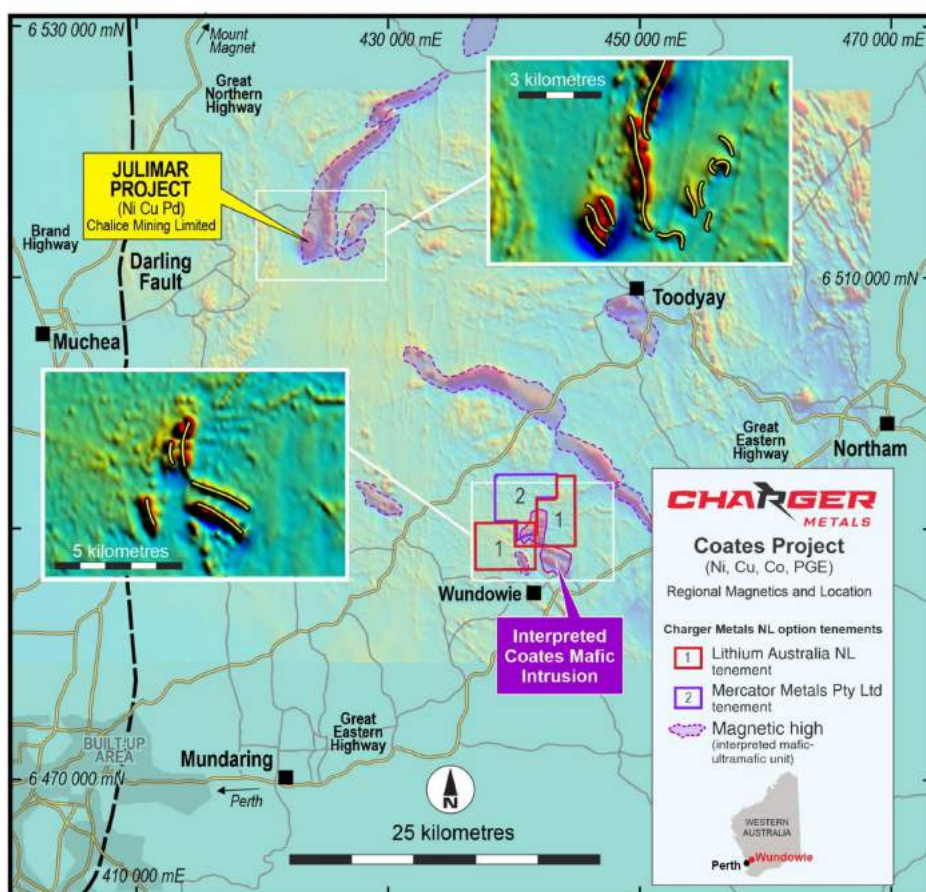 6 530 000 mN
Mount
Magnet
430 000 mE
450 000 mE
470 000 mE
Great
Northern
Highway
3 kilometres
JULIMAR
PROJECT
(Ni Cu Pd)
Chalice Mining Limited
Brand
Highway
Darling
Fault
6 510 000 mN
Toodyay
Muchea
Great
Eastern
Highway
Northam
5 kilometres
2
1
1
Wundowie
Interpreted
Coates Mafic
Intrusion
CHARGER
METALS
Coates Project
(Ni, Cu, Co, PGE)
Regional Magnetics and Location
Charger Metals NL option tenements
1
Lithium Australia NL
tenement
2
Mercator Metals Pty Ltd
tenement
Magnetic high
(interpreted mafic-
ultramatic unit)
WESTERN
AUSTRALIA
Perth
Wundowie
Great
Eastern
Highway
BUILT-UP
AREA
Mundaring
6 470 000 mN
Perth
N
25 kilometres
410 000 mE